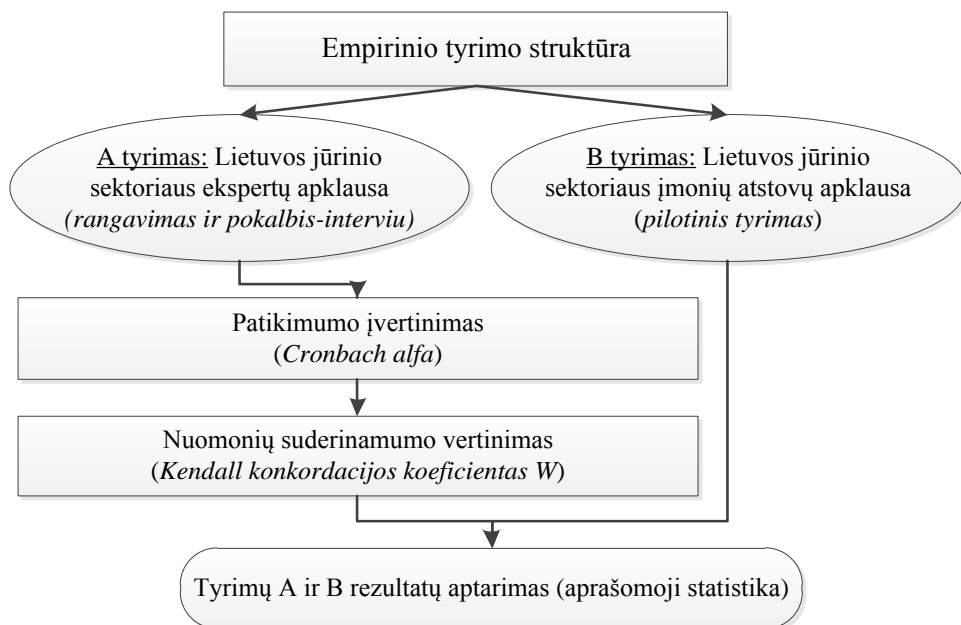 Empirinio tyrimo struktūra
A tyrimas: Lietuvos jūrinio
sektoriaus ekspertų apklausa
(rangavimas ir pokalbis-interviu)
B tyrimas: Lietuvos jūrinio
sektoriaus įmonių atstovų apklausa
(pilotinis tyrimas)
Patikimumo įvertinimas
(Cronbach alfa)
Nuomonių suderinamumo vertinimas
(Kendall konkordacijos koeficientas W)
Tyrimų A ir B rezultatų aptarimas (aprašomoji statistika)